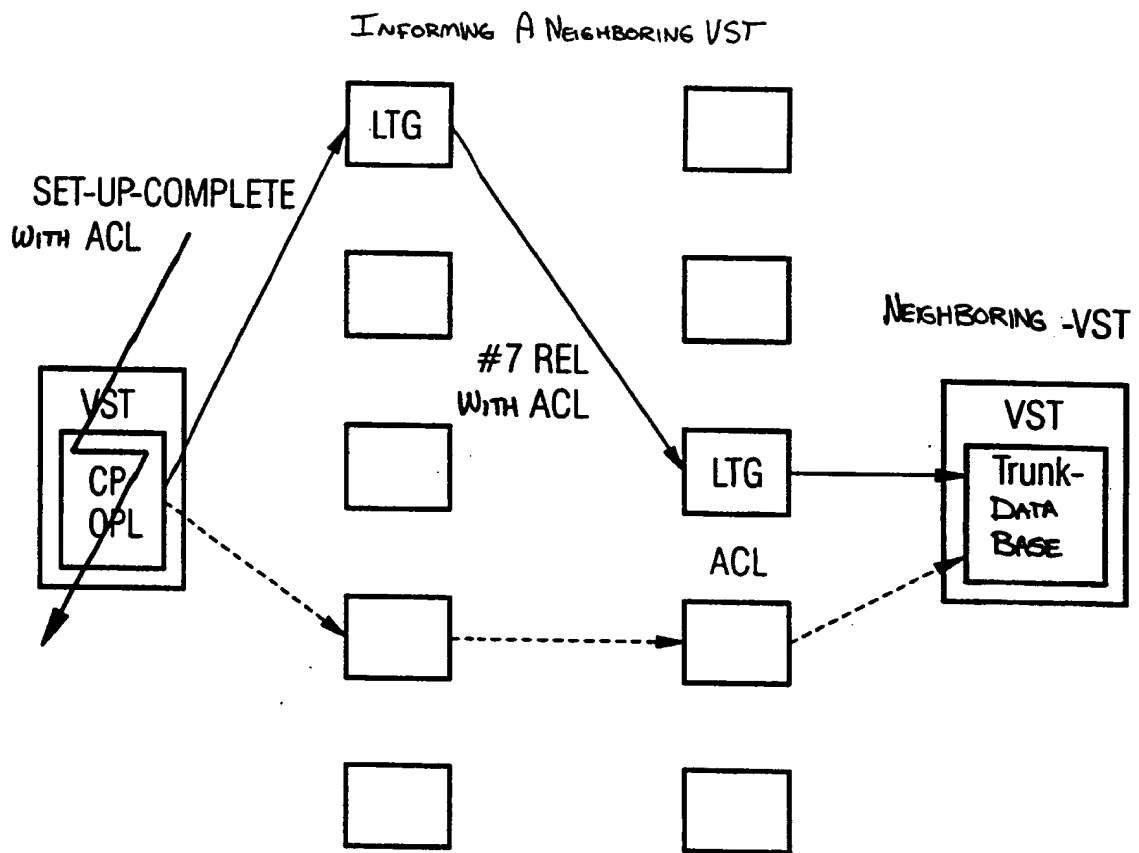 INFORMING A NEIGHBORING VST
LTG
SET-UP-COMPLETE
WITH ACL
NEIGHBORING -VST
#7 REL
WITH ACL
VST
CP
OPL
LTG
ACL
VST
Trunk-
DATA
BASE